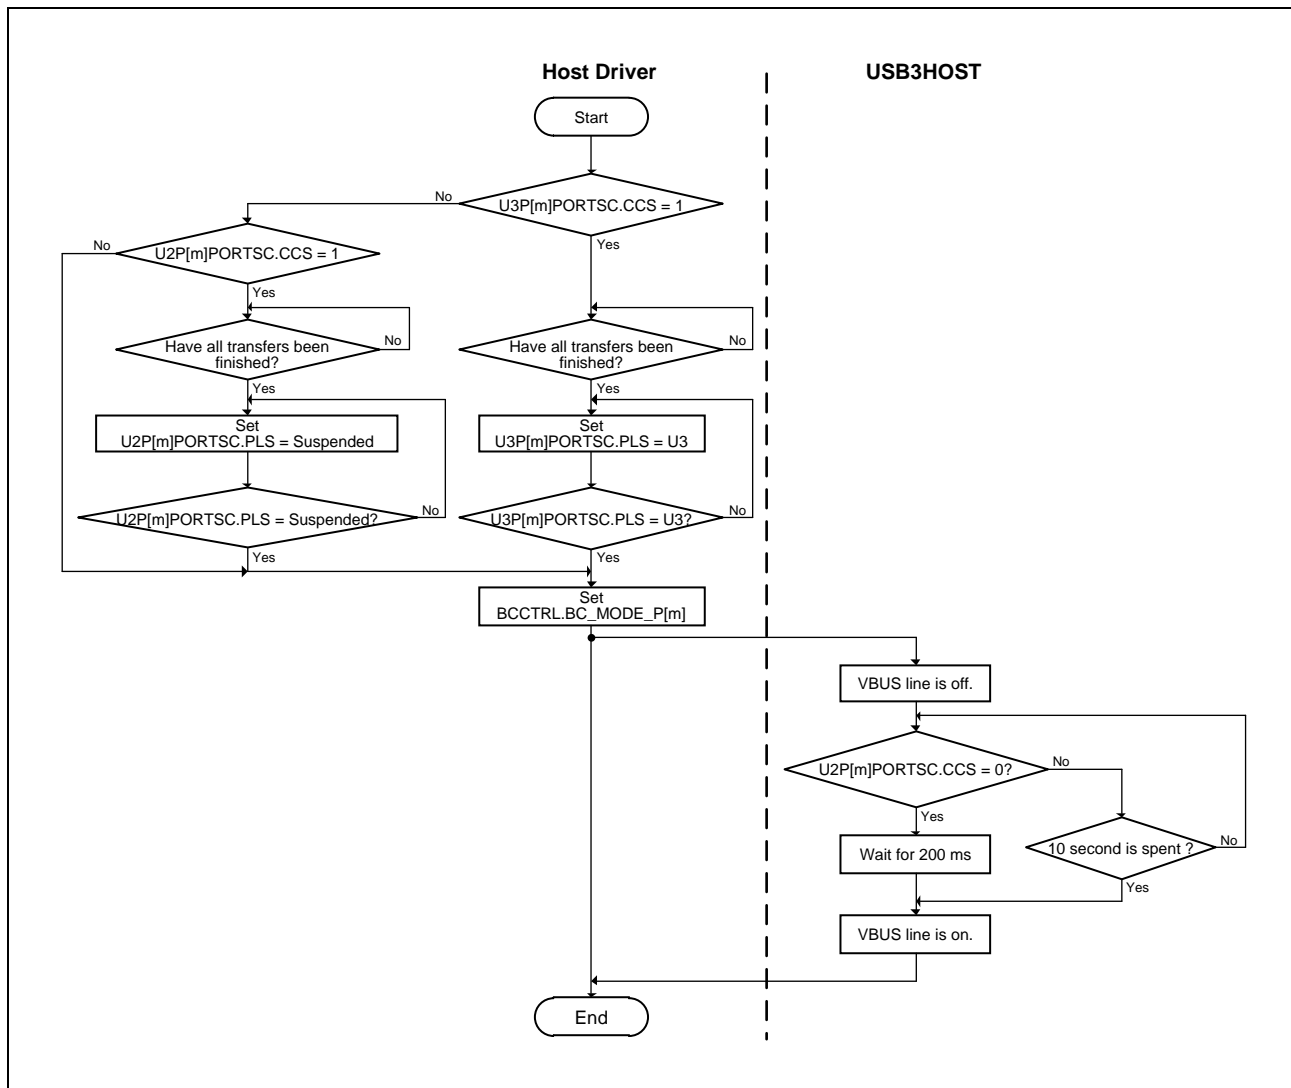 Host Driver
USB3HOST
Start
No
U3P[m]PORTSC.CCS = 1
No
U2P[m]PORTSC.CCS = 1
Yes
Yes
Have all transfers been
finished?
No
Have all transfers been
finished?
No
Yes
Yes
Set
U2P[m]PORTSC.PLS = Suspended
Set
U3P[m]PORTSC.PLS = U3
U2P[m]PORTSC.PLS = Suspended?
No
U3P[m]PORTSC.PLS = U3?
No
Yes
Yes
Set
BCCTRL.BC_MODE_P[m]
VBUS line is off.
U2P[m]PORTSC.CCS = 0?
No
Yes
Wait for 200 ms
10 second is spent ?
No
Yes
VBUS line is on.
End